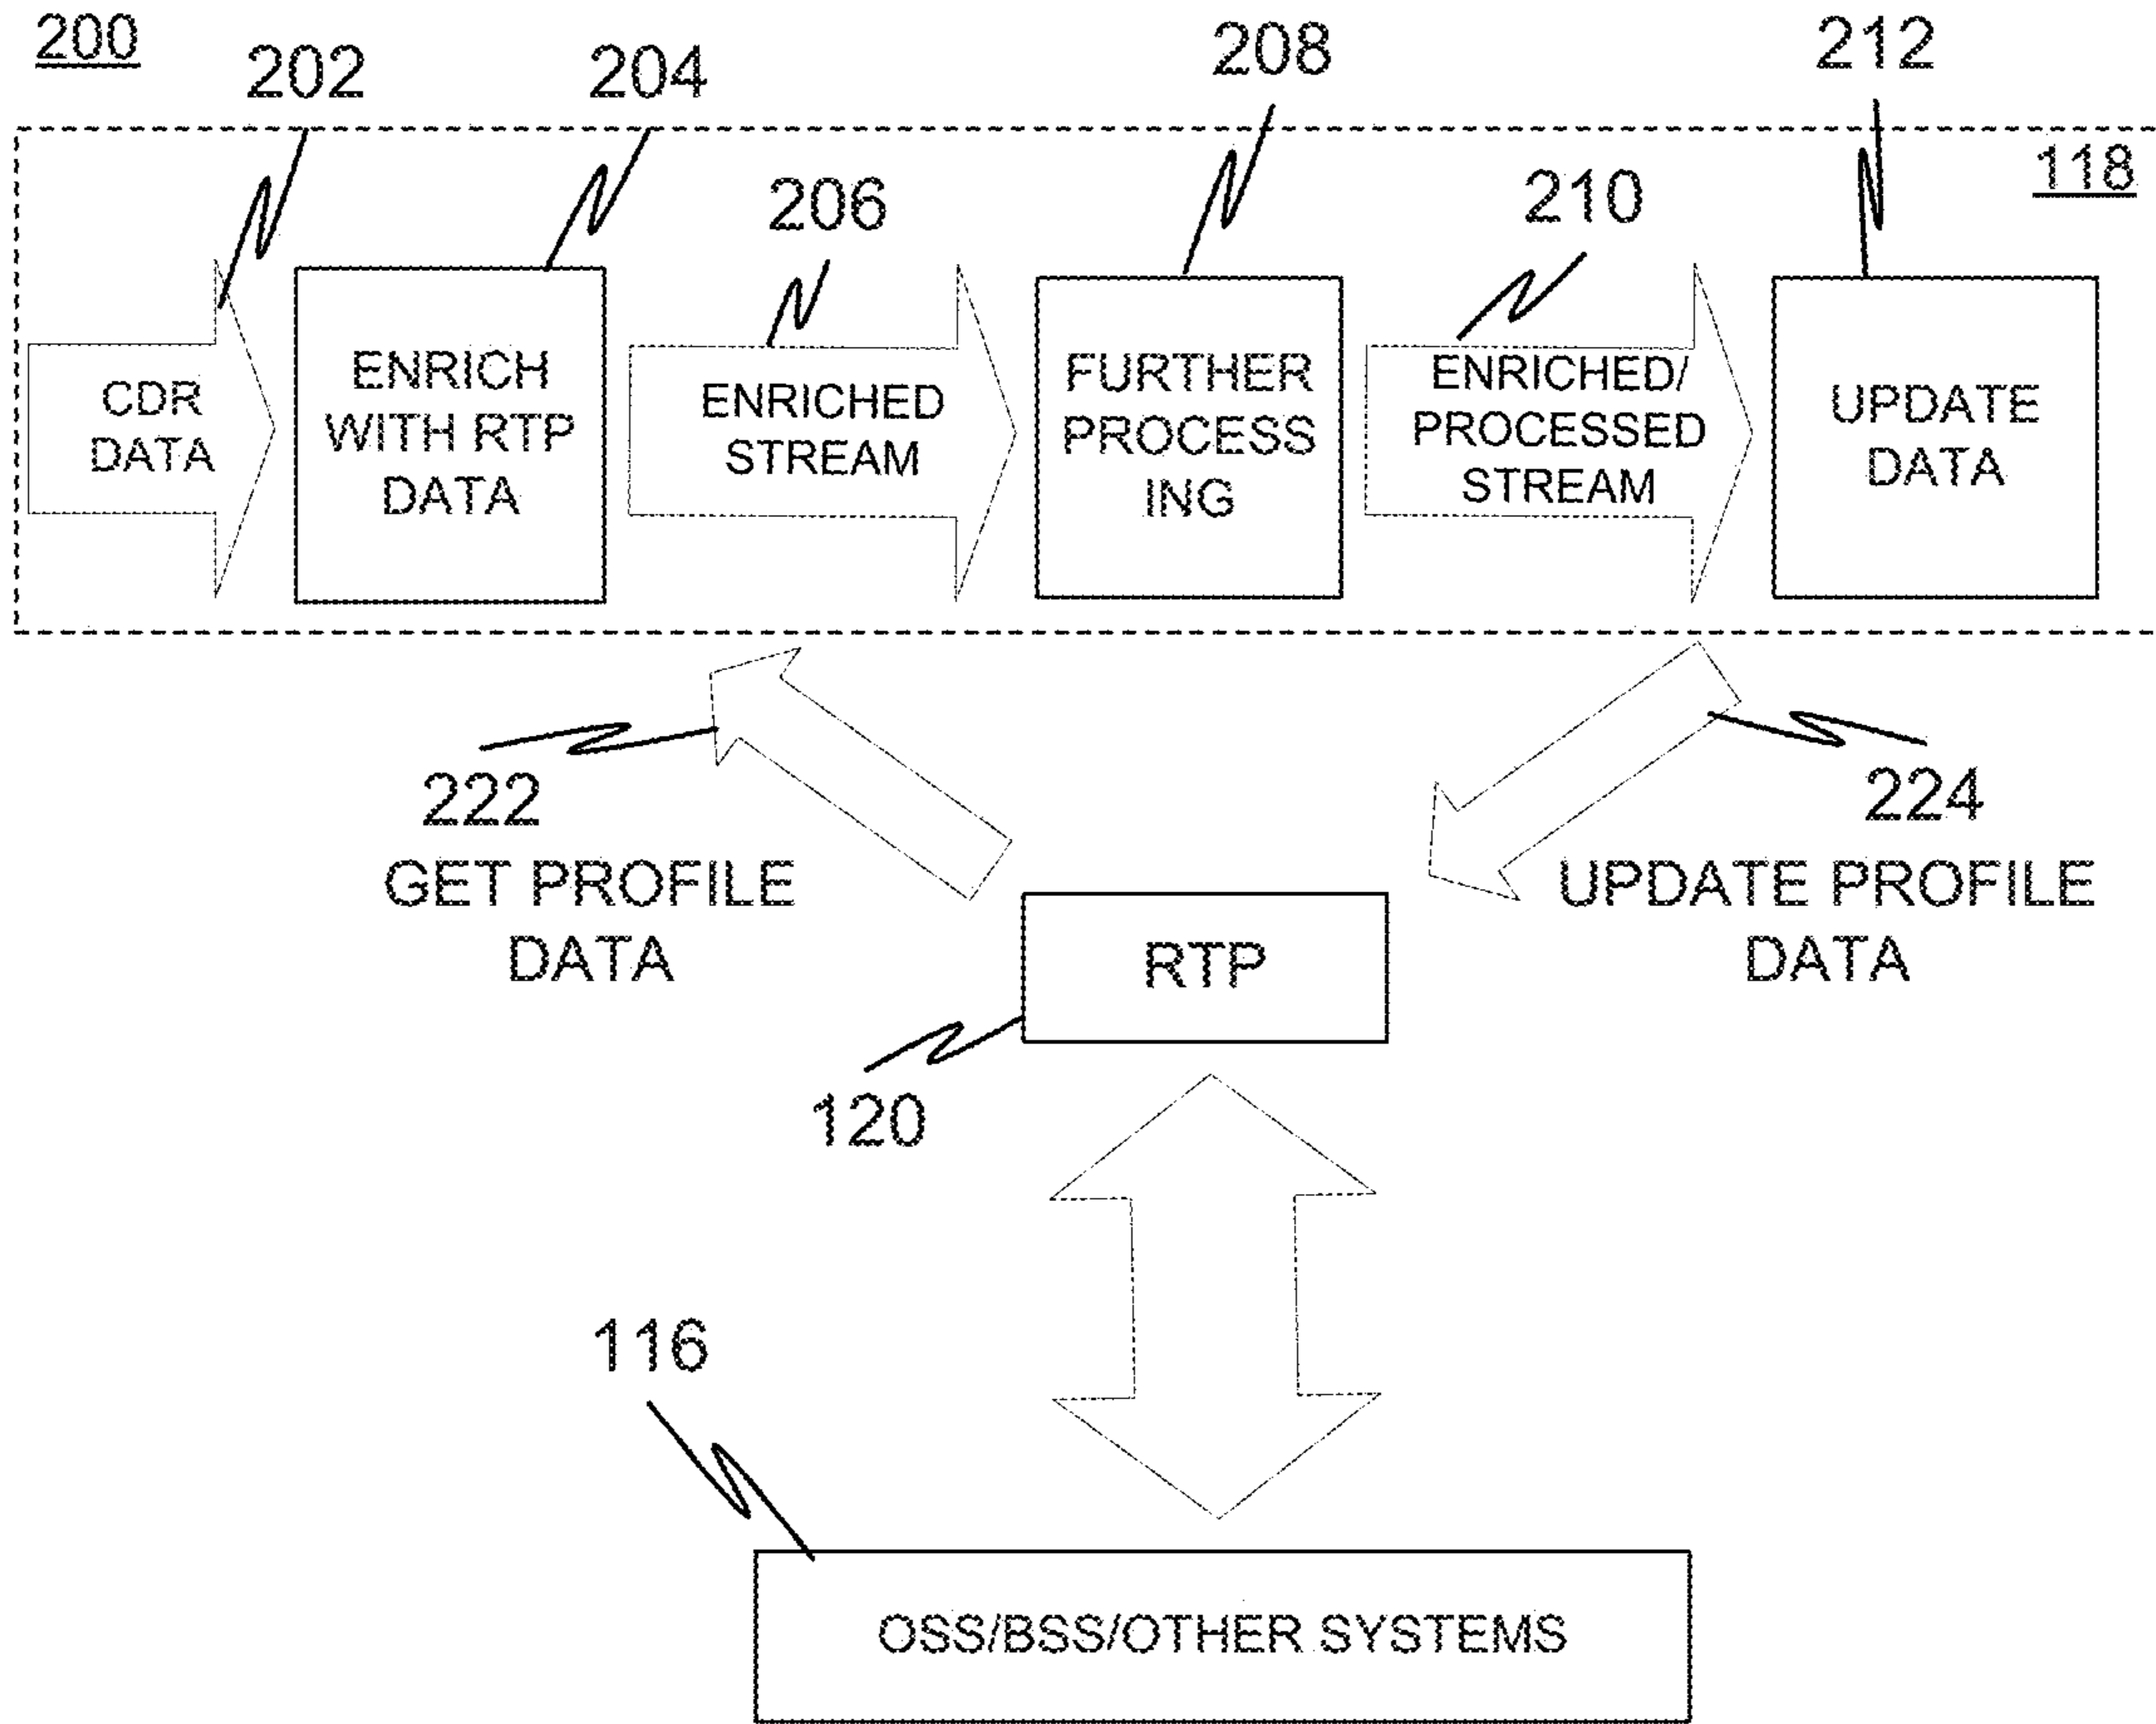 200
202
204
208
212
118
206
210
CDR
DATA
ENRICH
WITH RTP
DATA
ENRICHED
STREAM
FURTHER
PROCESS
ING
ENRICHED/
PROCESSED
STREAM
UPDATE
DATA
222
GET PROFILE
DATA
224
UPDATE PROFILE
DATA
RTP
120
116
OSS/BSS/OTHER SYSTEMS